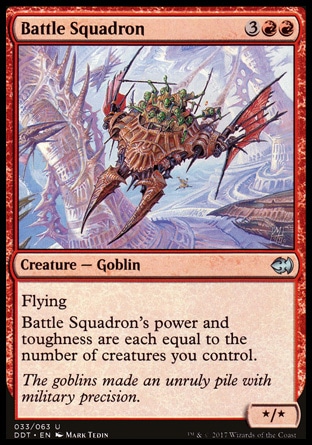 Battle Squadron 3
Creature — Goblin
Flying
Battle Squadron's power and
toughness are each equal to the
number of creatures you control.
The goblins made an unruly pile with
military precision.
033/063 U
DDT • EN Mark Tedin
™ & © 2017 Wizards of the Coast
*/*